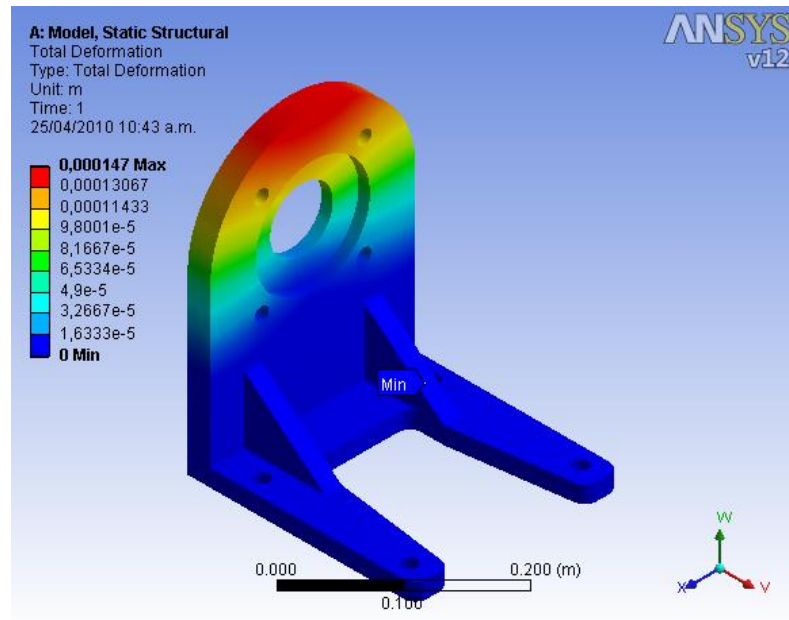 A: Model, Static Structural
Total Deformation
Type: Total Deformation
Unit: m
Time: 1
25/04/2010 10:43 a.m.
ANSYS
v12
0,000147 Max
0,00013067
0,00011433
9,8001e-5
8,1667e-5
6,5334e-5
4,9e-5
3,2667e-5
1,6333e-5
0 Min
Min
0.000
0.200 (m)
0.100
W
X
V